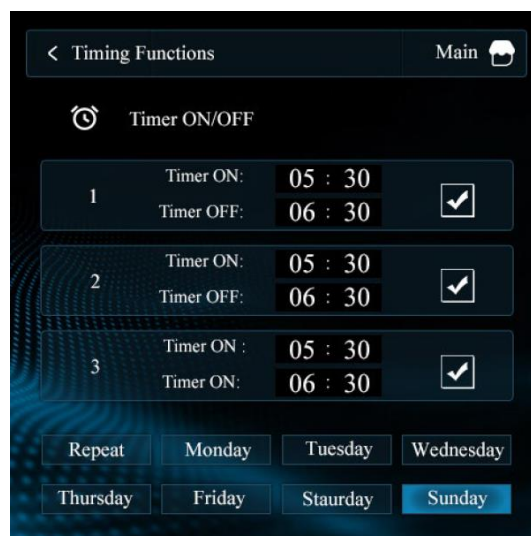 < Timing Functions Main
Timer ON/OFF
1
Timer ON: 05 : 30
Timer OFF: 06 : 30
2
Timer ON: 05 : 30
Timer OFF: 06 : 30
3
Timer ON : 05 : 30
Timer ON: 06 : 30
Repeat Monday Tuesday Wednesday
Thursday Friday Staurday Sunday